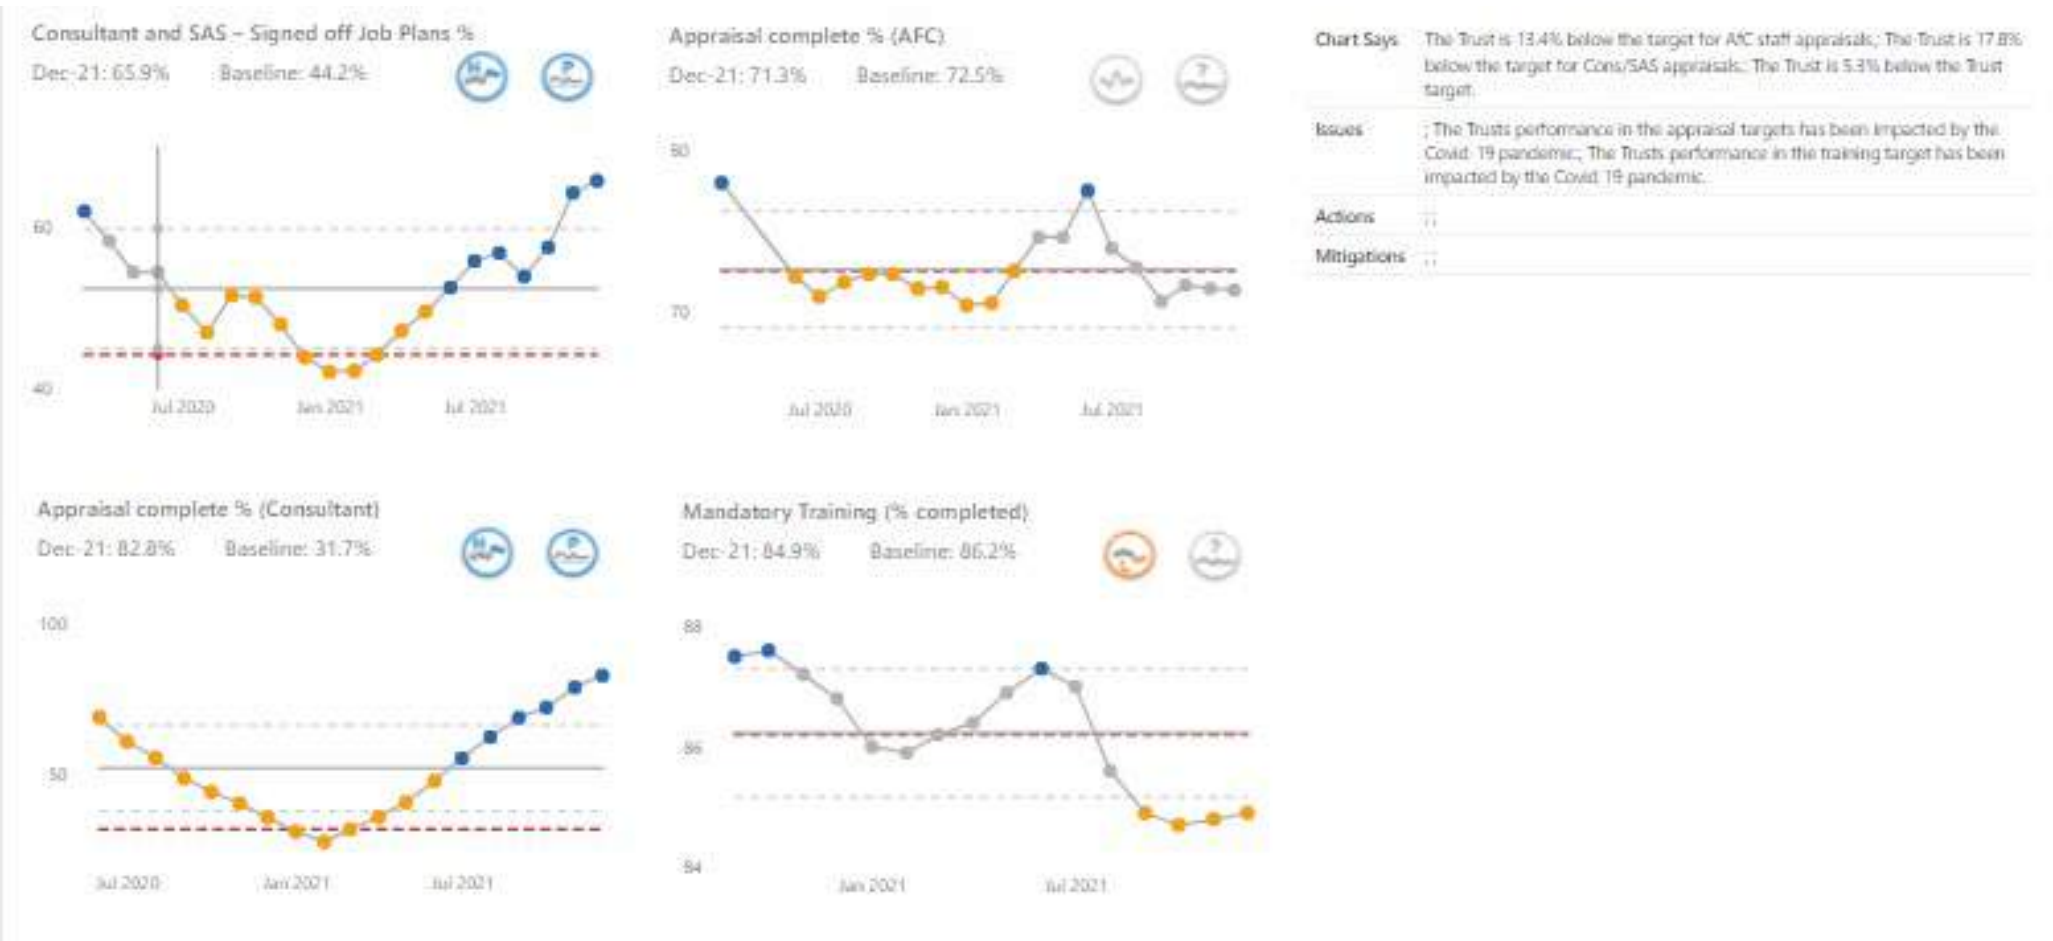 Consultant and SAS – Signed off Job Plans %
Dec-21: 65.9% Baseline: 44.2%
60
40
Jul 2020 Jan 2021 Jul 2021
Appraisal complete % (AFC)
Dec-21: 71.3% Baseline: 72.5%
80
70
Jul 2020 Jan 2021 Jul 2021
Appraisal complete % (Consultant)
Dec-21: 82.8% Baseline: 31.7%
100
50
Jul 2020 Jan 2021 Jul 2021
Mandatory Training (% completed)
Dec-21: 84.9% Baseline: 86.2%
88
86
84
Jan 2021 Jul 2021
Chart Says The Trust is 13.4% below the target for AfC staff appraisals.; The Trust is 17.8%
below the target for Cons/SAS appraisals.; The Trust is 5.3% below the Trust
target.
Issues ; The Trusts performance in the appraisal targets has been impacted by the
Covid 19 pandemic.; The Trusts performance in the training target has been
impacted by the Covid 19 pandemic.
Actions ; ;
Mitigations ; ;